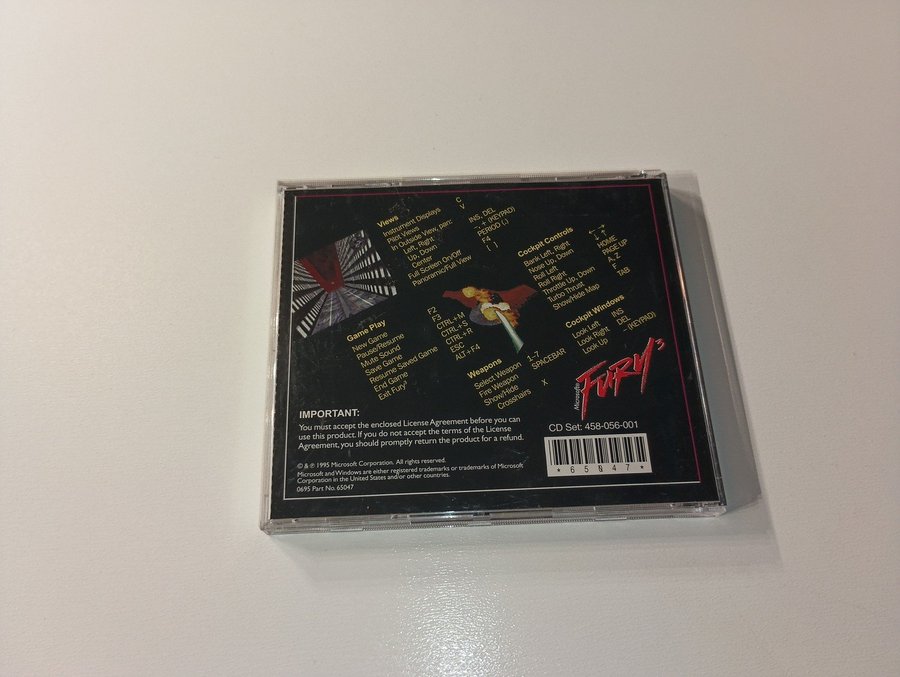 Views
Instrument Displays C
Pilot Views V
In Outside View, pan:
Left, Right INS, DEL
Up, Down -, + (KEYPAD)
Center PERIOD (.)
Full Screen On/Off F4
Panoramic/Full View [ ]
Game Play
New Game F2
Pause/Resume F3
Mute Sound CTRL+M
Save Game CTRL+S
Resume Saved Game CTRL+R
End Game ESC
Exit Fury³ ALT+F4
Cockpit Controls
Bank Left, Right ←, →
Nose Up, Down ↓, ↑
Roll Left HOME
Roll Right PAGE UP
Throttle Up, Down A, Z
Turbo Thrust F
Show/Hide Map TAB
Cockpit Windows
Look Left INS
Look Right DEL
Look Up (KEYPAD)
Weapons
Select Weapon 1-7
Fire Weapon SPACEBAR
Show/Hide
Crosshairs X
Microsoft
FURY³
IMPORTANT:
You must accept the enclosed License Agreement before you can
use this product. If you do not accept the terms of the License
Agreement, you should promptly return the product for a refund.
© & ℗ 1995 Microsoft Corporation. All rights reserved.
Microsoft and Windows are either registered trademarks or trademarks of Microsoft
Corporation in the United States and/or other countries.
0695 Part No. 65047
CD Set: 458-056-001
*65847*